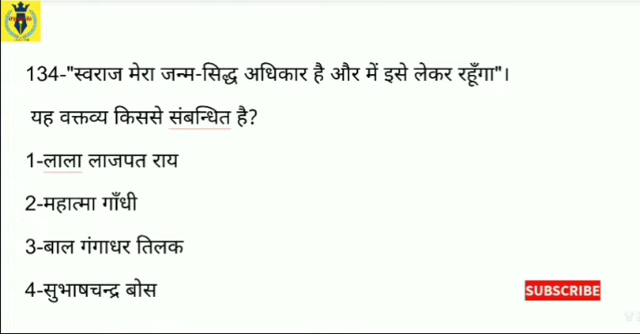 134-"स्वराज मेरा जन्म-सिद्ध अधिकार है और में इसे लेकर रहूँगा"।
यह वक्तव्य किससे संबन्धित है?
1-लाला लाजपत राय
2-महात्मा गाँधी
3-बाल गंगाधर तिलक
4-सुभाषचन्द्र बोस
SUBSCRIBE